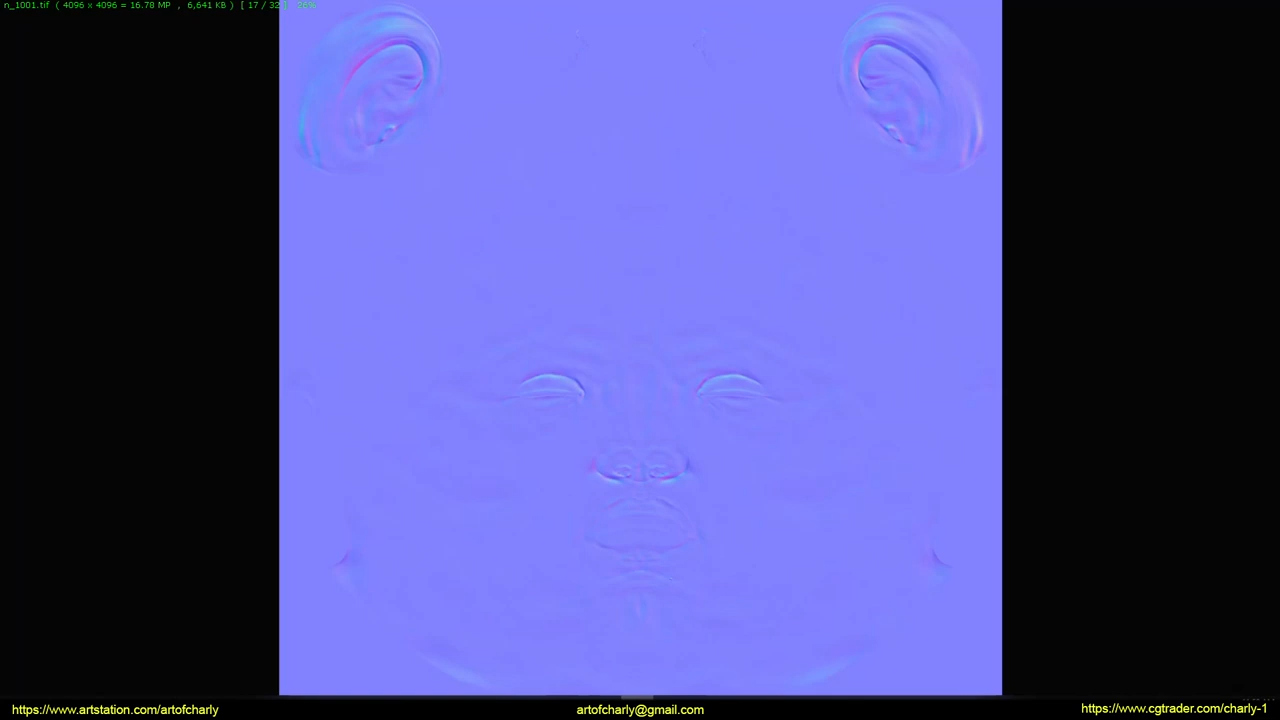 n_1001.tif ( 4096 x 4096 = 16.78 MP , 6,641 KB ) [ 17 / 32 ] 26%
https://www.artstation.com/artofcharly artofcharly@gmail.com https://www.cgtrader.com/charly-1